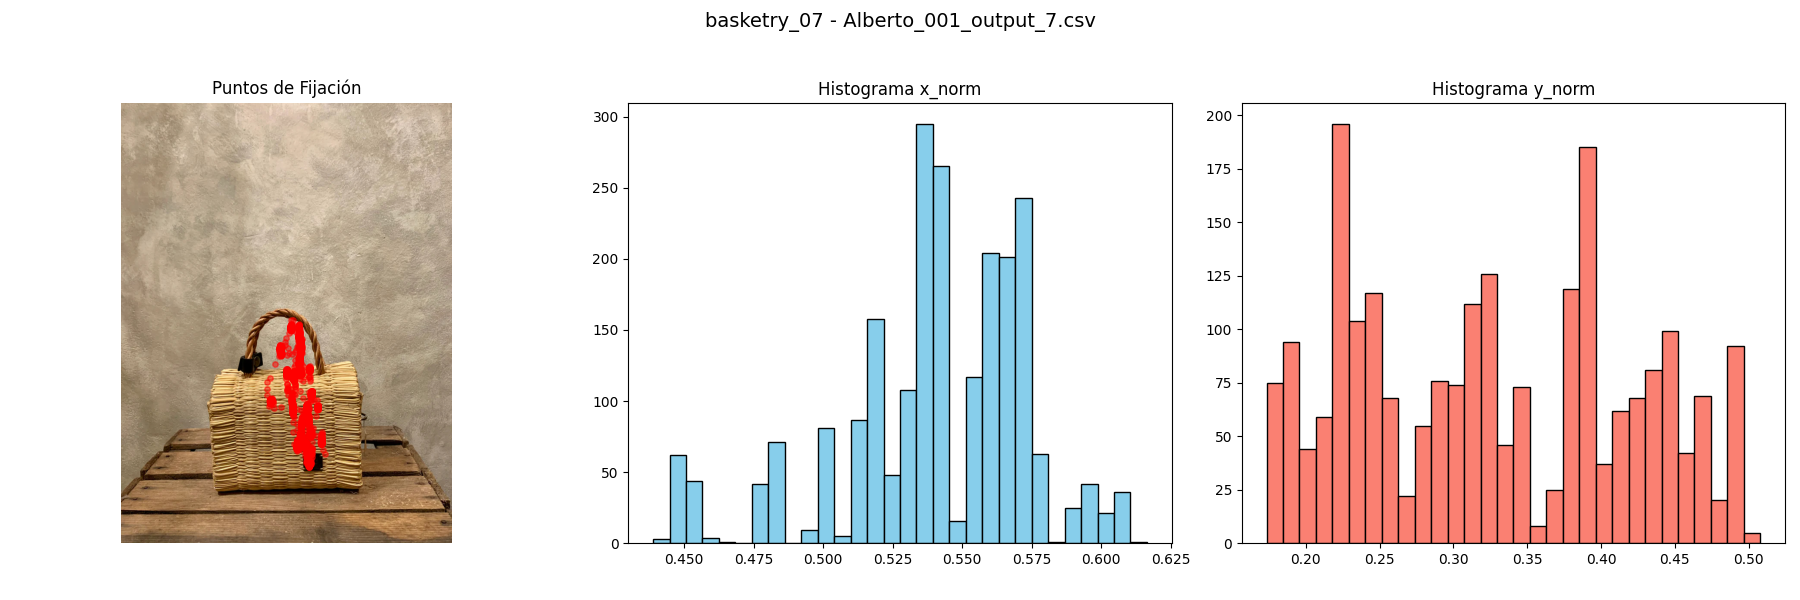 basketry_07 - Alberto_001_output_7.csv
Puntos de Fijación
Histograma x_norm
300
250
200
150
100
50
0
0.450 0.475 0.500 0.525 0.550 0.575 0.600 0.625
Histograma y_norm
200
175
150
125
100
75
50
25
0
0.20 0.25 0.30 0.35 0.40 0.45 0.50